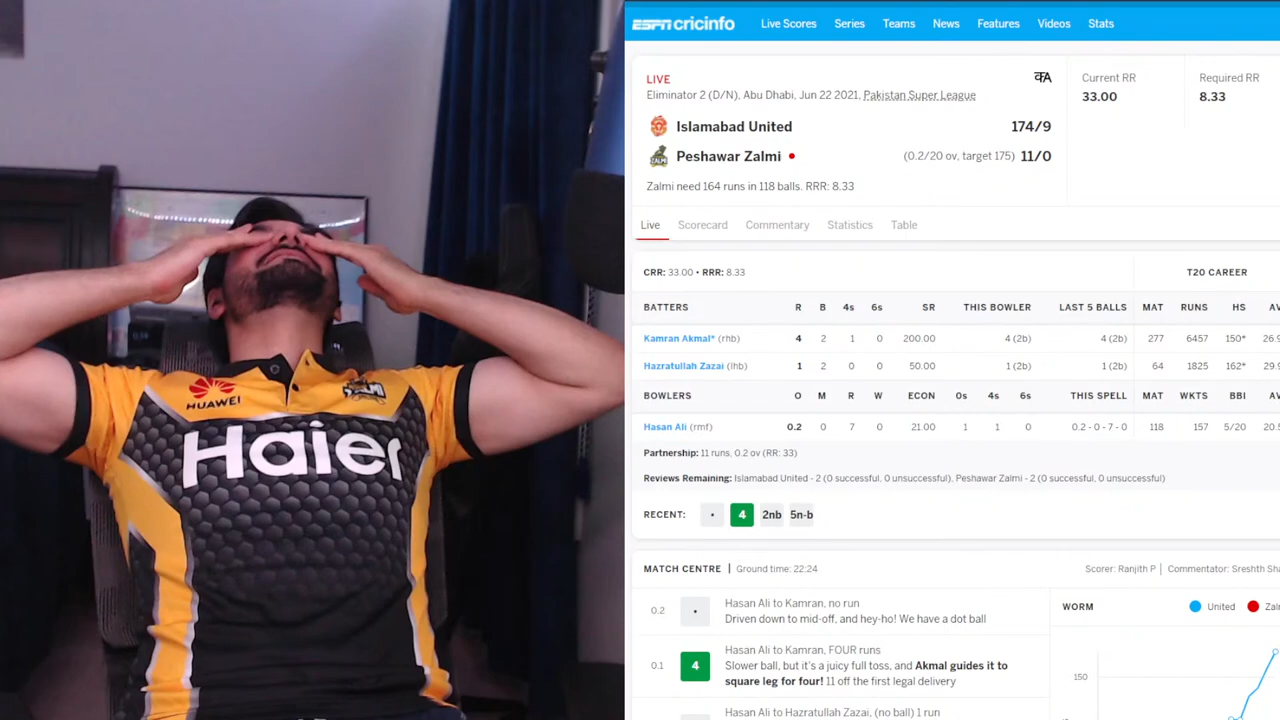 HUAWEI
ZALMI
Haier
ESPN cricinfo
Live Scores Series Teams News Features Videos Stats
LIVE
Eliminator 2 (D/N), Abu Dhabi, Jun 22 2021, Pakistan Super League
Islamabad United 174/9
Peshawar Zalmi (0.2/20 ov, target 175) 11/0
Zalmi need 164 runs in 118 balls. RRR: 8.33
Current RR
33.00
Required RR
8.33
Live Scorecard Commentary Statistics Table
CRR: 33.00 • RRR: 8.33 T20 CAREER
BATTERS R B 4s 6s SR THIS BOWLER LAST 5 BALLS MAT RUNS HS
Kamran Akmal* (rhb) 4 2 1 0 200.00 4 (2b) 4 (2b) 277 6457 150* 26.9
Hazratullah Zazai (lhb) 1 2 0 0 50.00 1 (2b) 1 (2b) 64 1825 162* 29.9
BOWLERS O M R W ECON 0s 4s 6s THIS SPELL MAT WKTS BBI
Hasan Ali (rmf) 0.2 0 7 0 21.00 1 1 0 0.2 - 0 - 7 - 0 118 157 5/20 20.5
Partnership: 11 runs, 0.2 ov (RR: 33)
Reviews Remaining: Islamabad United - 2 (0 successful, 0 unsuccessful), Peshawar Zalmi - 2 (0 successful, 0 unsuccessful)
RECENT: • 4 2nb 5n-b
MATCH CENTRE | Ground time: 22:24 Scorer: Ranjith P | Commentator: Sreshth Sha
0.2 • Hasan Ali to Kamran, no run
Driven down to mid-off, and hey-ho! We have a dot ball
0.1 4 Hasan Ali to Kamran, FOUR runs
Slower ball, but it's a juicy full toss, and Akmal guides it to
square leg for four! 11 off the first legal delivery
Hasan Ali to Hazratullah Zazai, (no ball) 1 run
WORM United Zal
150